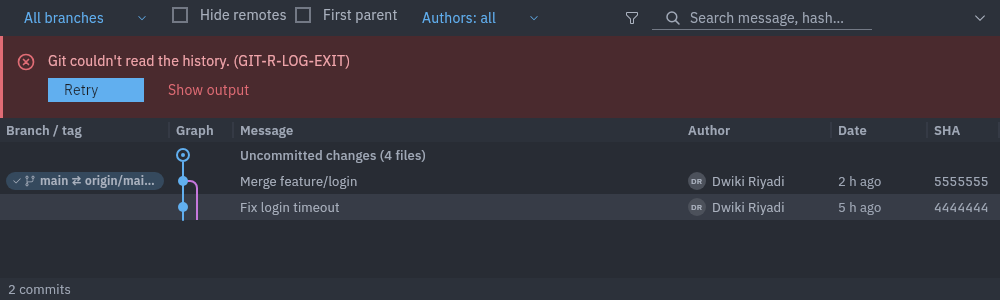 All branches Hide remotes First parent Authors: all Search message, hash...
Git couldn't read the history. (GIT-R-LOG-EXIT)
Retry Show output
Branch / tag Graph Message Author Date SHA
Uncommitted changes (4 files)
main ⇄ origin/mai... Merge feature/login DR Dwiki Riyadi 2 h ago 5555555
Fix login timeout DR Dwiki Riyadi 5 h ago 4444444
2 commits